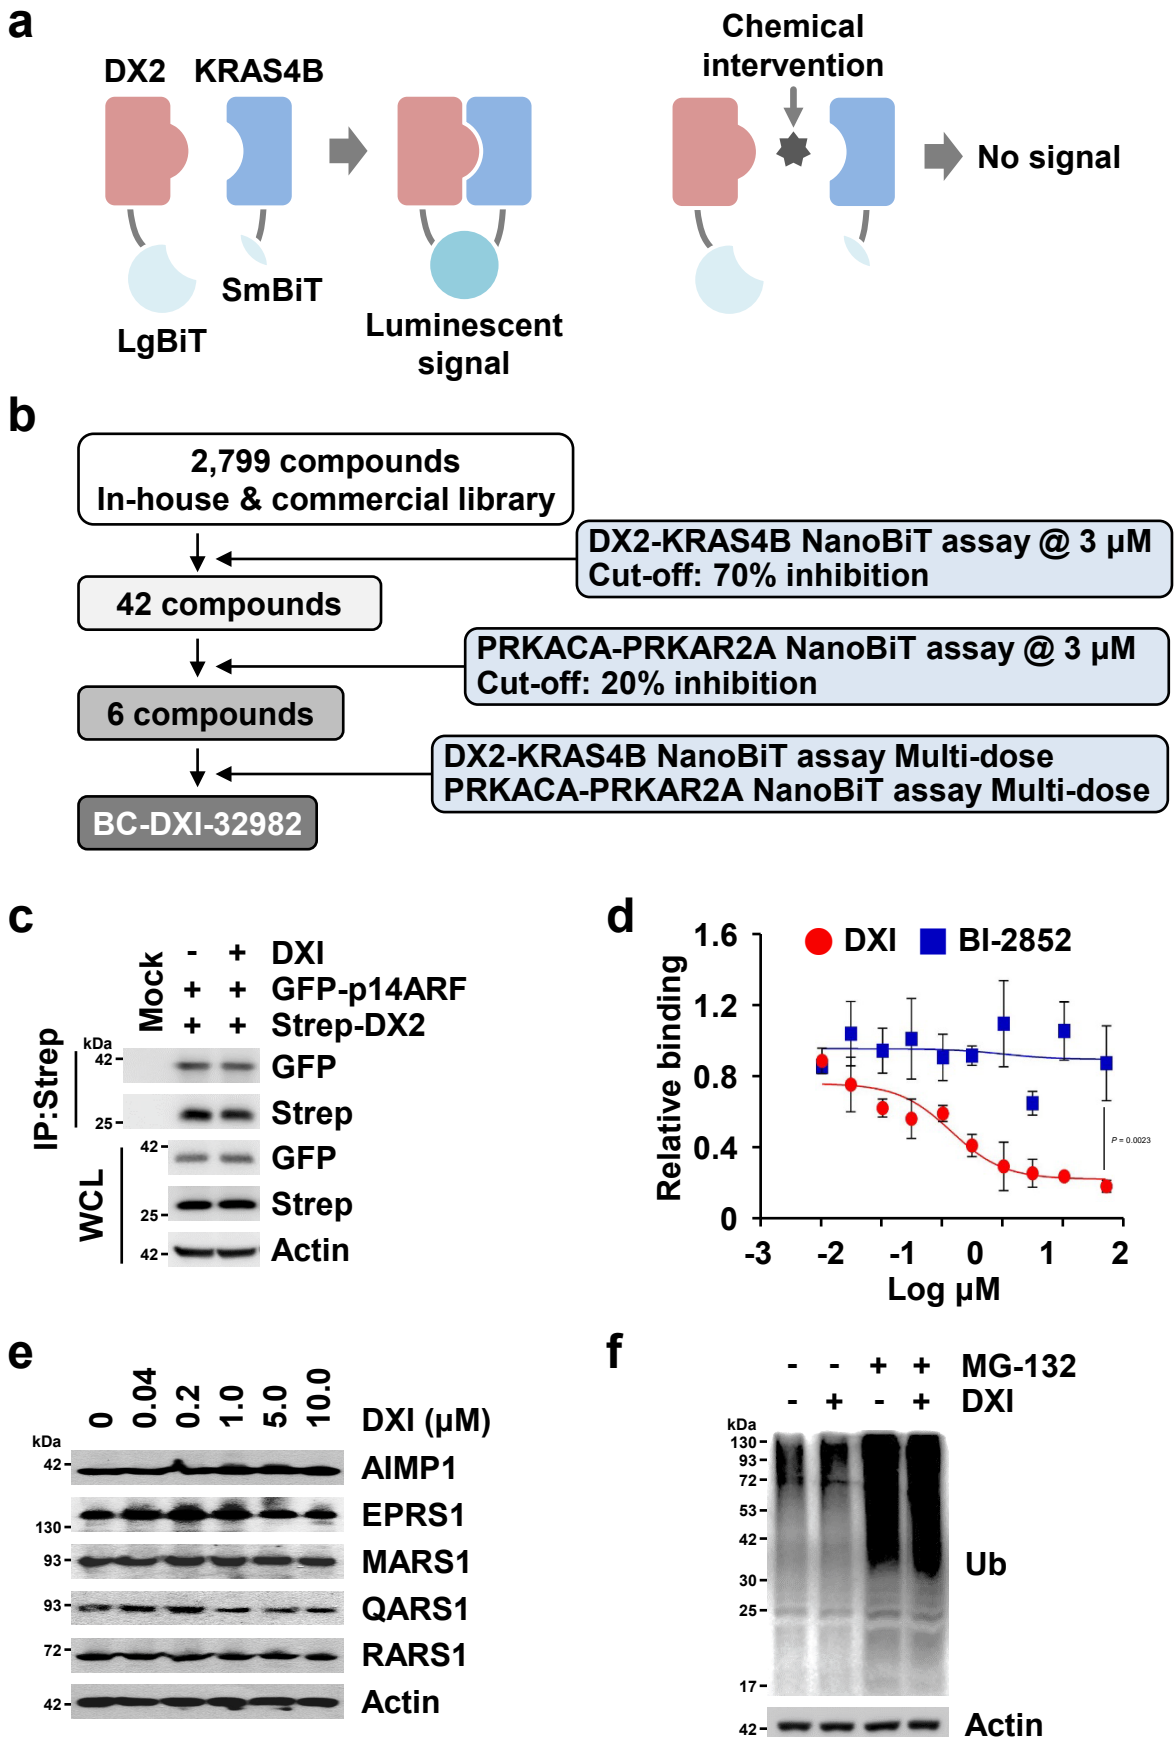 a
Chemical
intervention
DX2 KRAS4B
No signal
SmBiT
LgBiT
Luminescent
signal
b
2,799 compounds
In-house & commercial library
DX2-KRAS4B NanoBiT assay @ 3 µM
Cut-off: 70% inhibition
42 compounds
PRKACA-PRKAR2A NanoBiT assay @ 3 µM
Cut-off: 20% inhibition
6 compounds
DX2-KRAS4B NanoBiT assay Multi-dose
PRKACA-PRKAR2A NanoBiT assay Multi-dose
BC-DXI-32982
c
Mock - + DXI
+ + GFP-p14ARF
+ + Strep-DX2
kDa
IP:Strep
42 GFP
25 Strep
WCL
42 GFP
25 Strep
42 Actin
d
DXI BI-2852
Relative binding
1.6
1.2
0.8
0.4
0
P = 0.0023
-3 -2 -1 0 1 2
Log µM
e
0 0.04 0.2 1.0 5.0 10.0 DXI (µM)
kDa
42 AIMP1
130 EPRS1
93 MARS1
93 QARS1
72 RARS1
42 Actin
f
- - + + MG-132
- + - + DXI
kDa
130
93
72
53
42
Ub
30
25
17
42 Actin